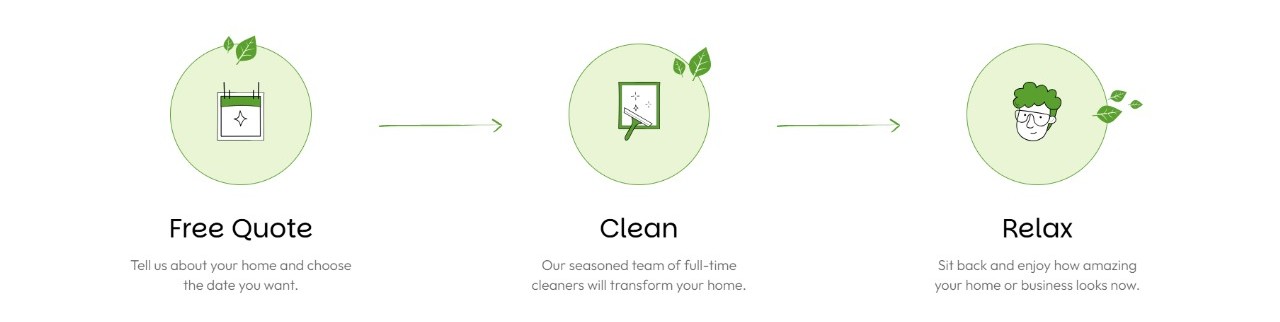 Free Quote
Tell us about your home and choose
the date you want.
Clean
Our seasoned team of full-time
cleaners will transform your home.
Relax
Sit back and enjoy how amazing
your home or business looks now.